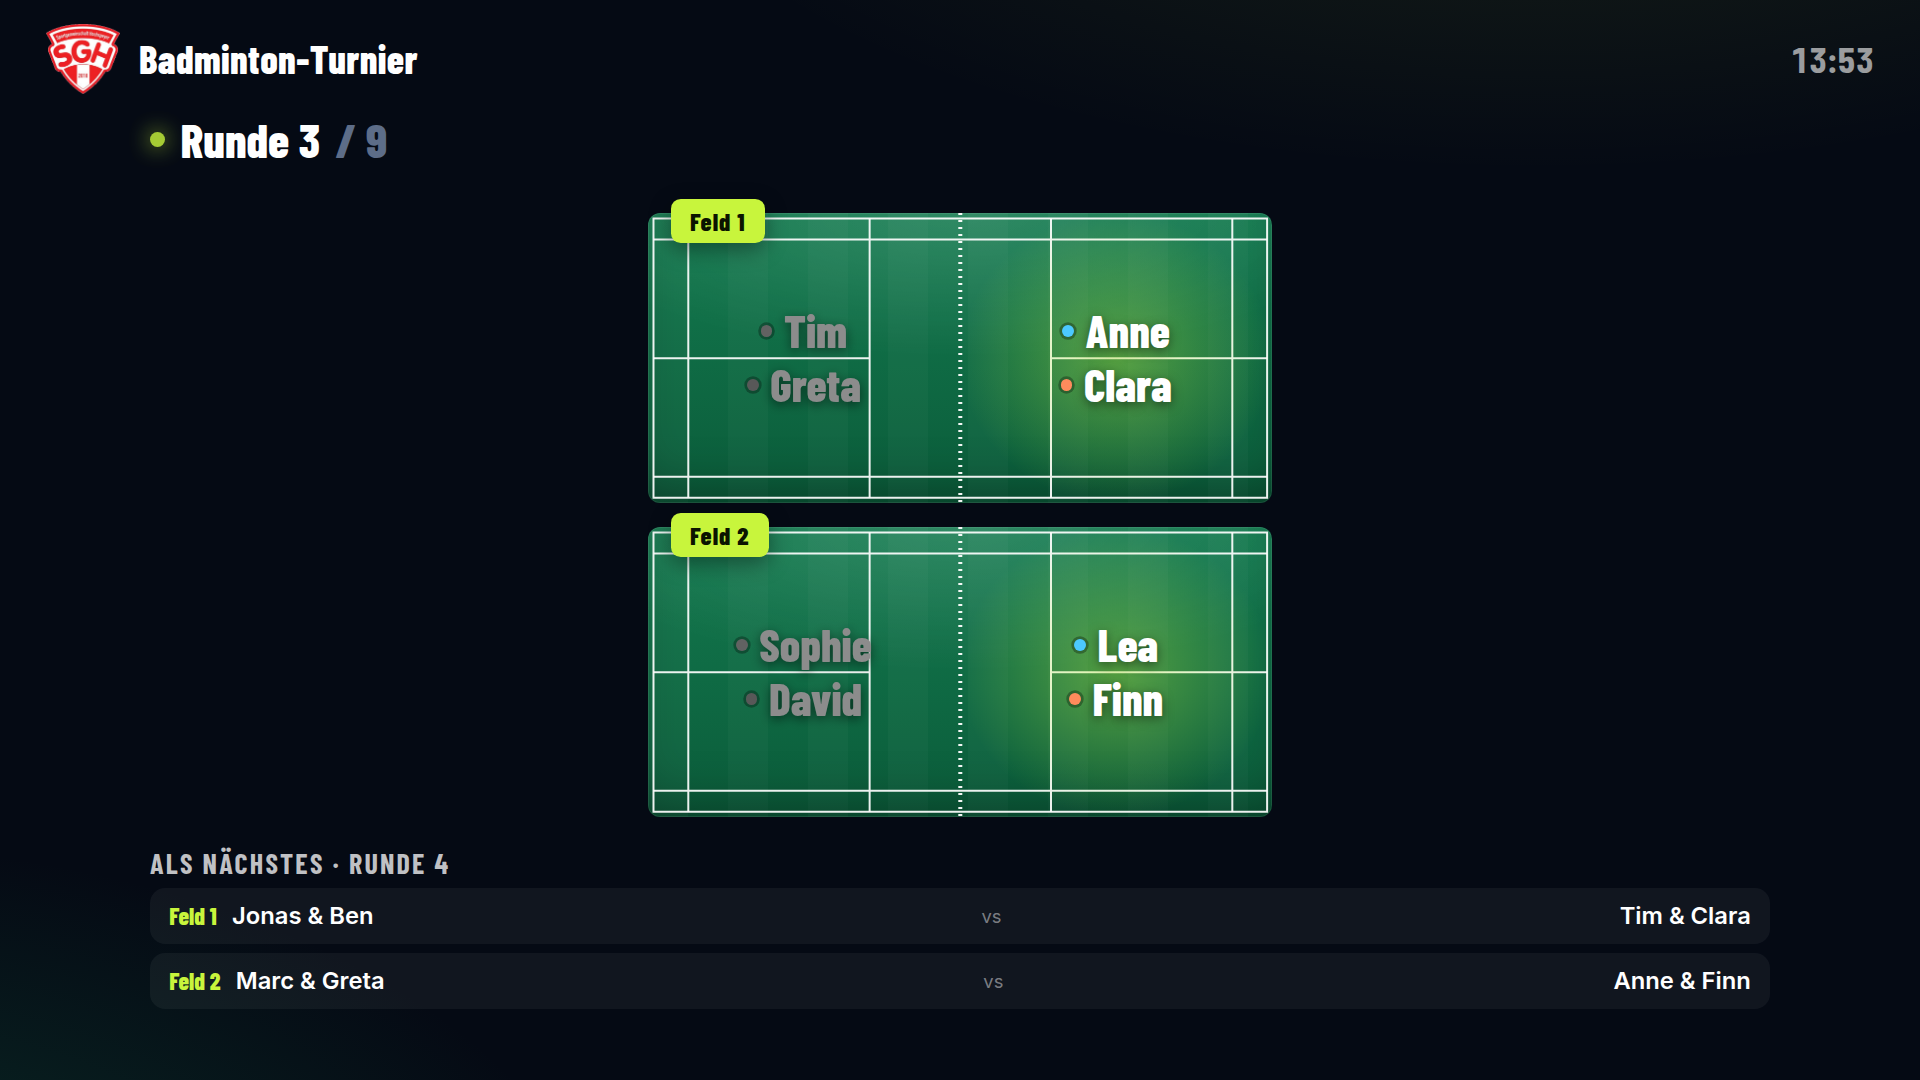 SGH
Badminton-Turnier
13:53
Runde 3 / 9
Feld 1
Tim
Greta
Anne
Clara
Feld 2
Sophie
David
Lea
Finn
ALS NÄCHSTES · RUNDE 4
Feld 1 Jonas & Ben vs Tim & Clara
Feld 2 Marc & Greta vs Anne & Finn